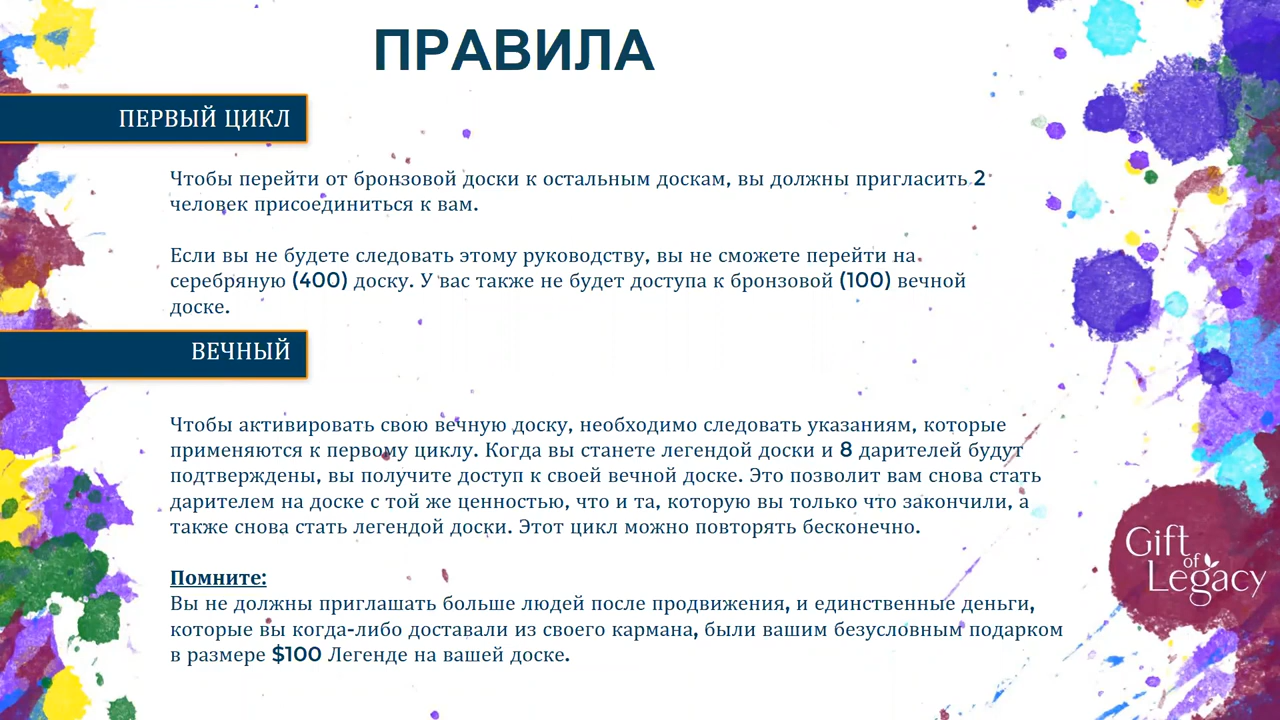 ПРАВИЛА
ПЕРВЫЙ ЦИКЛ
Чтобы перейти от бронзовой доски к остальным доскам, вы должны пригласить 2
человек присоединиться к вам.
Если вы не будете следовать этому руководству, вы не сможете перейти на
серебряную (400) доску. У вас также не будет доступа к бронзовой (100) вечной
доске.
ВЕЧНЫЙ
Чтобы активировать свою вечную доску, необходимо следовать указаниям, которые
применяются к первому циклу. Когда вы станете легендой доски и 8 дарителей будут
подтверждены, вы получите доступ к своей вечной доске. Это позволит вам снова стать
дарителем на доске с той же ценностью, что и та, которую вы только что закончили, а
также снова стать легендой доски. Этот цикл можно повторять бесконечно.
Помните:
Вы не должны приглашать больше людей после продвижения, и единственные деньги,
которые вы когда-либо доставали из своего кармана, были вашим безусловным подарком
в размере $100 Легенде на вашей доске.
Gift
of
Legacy